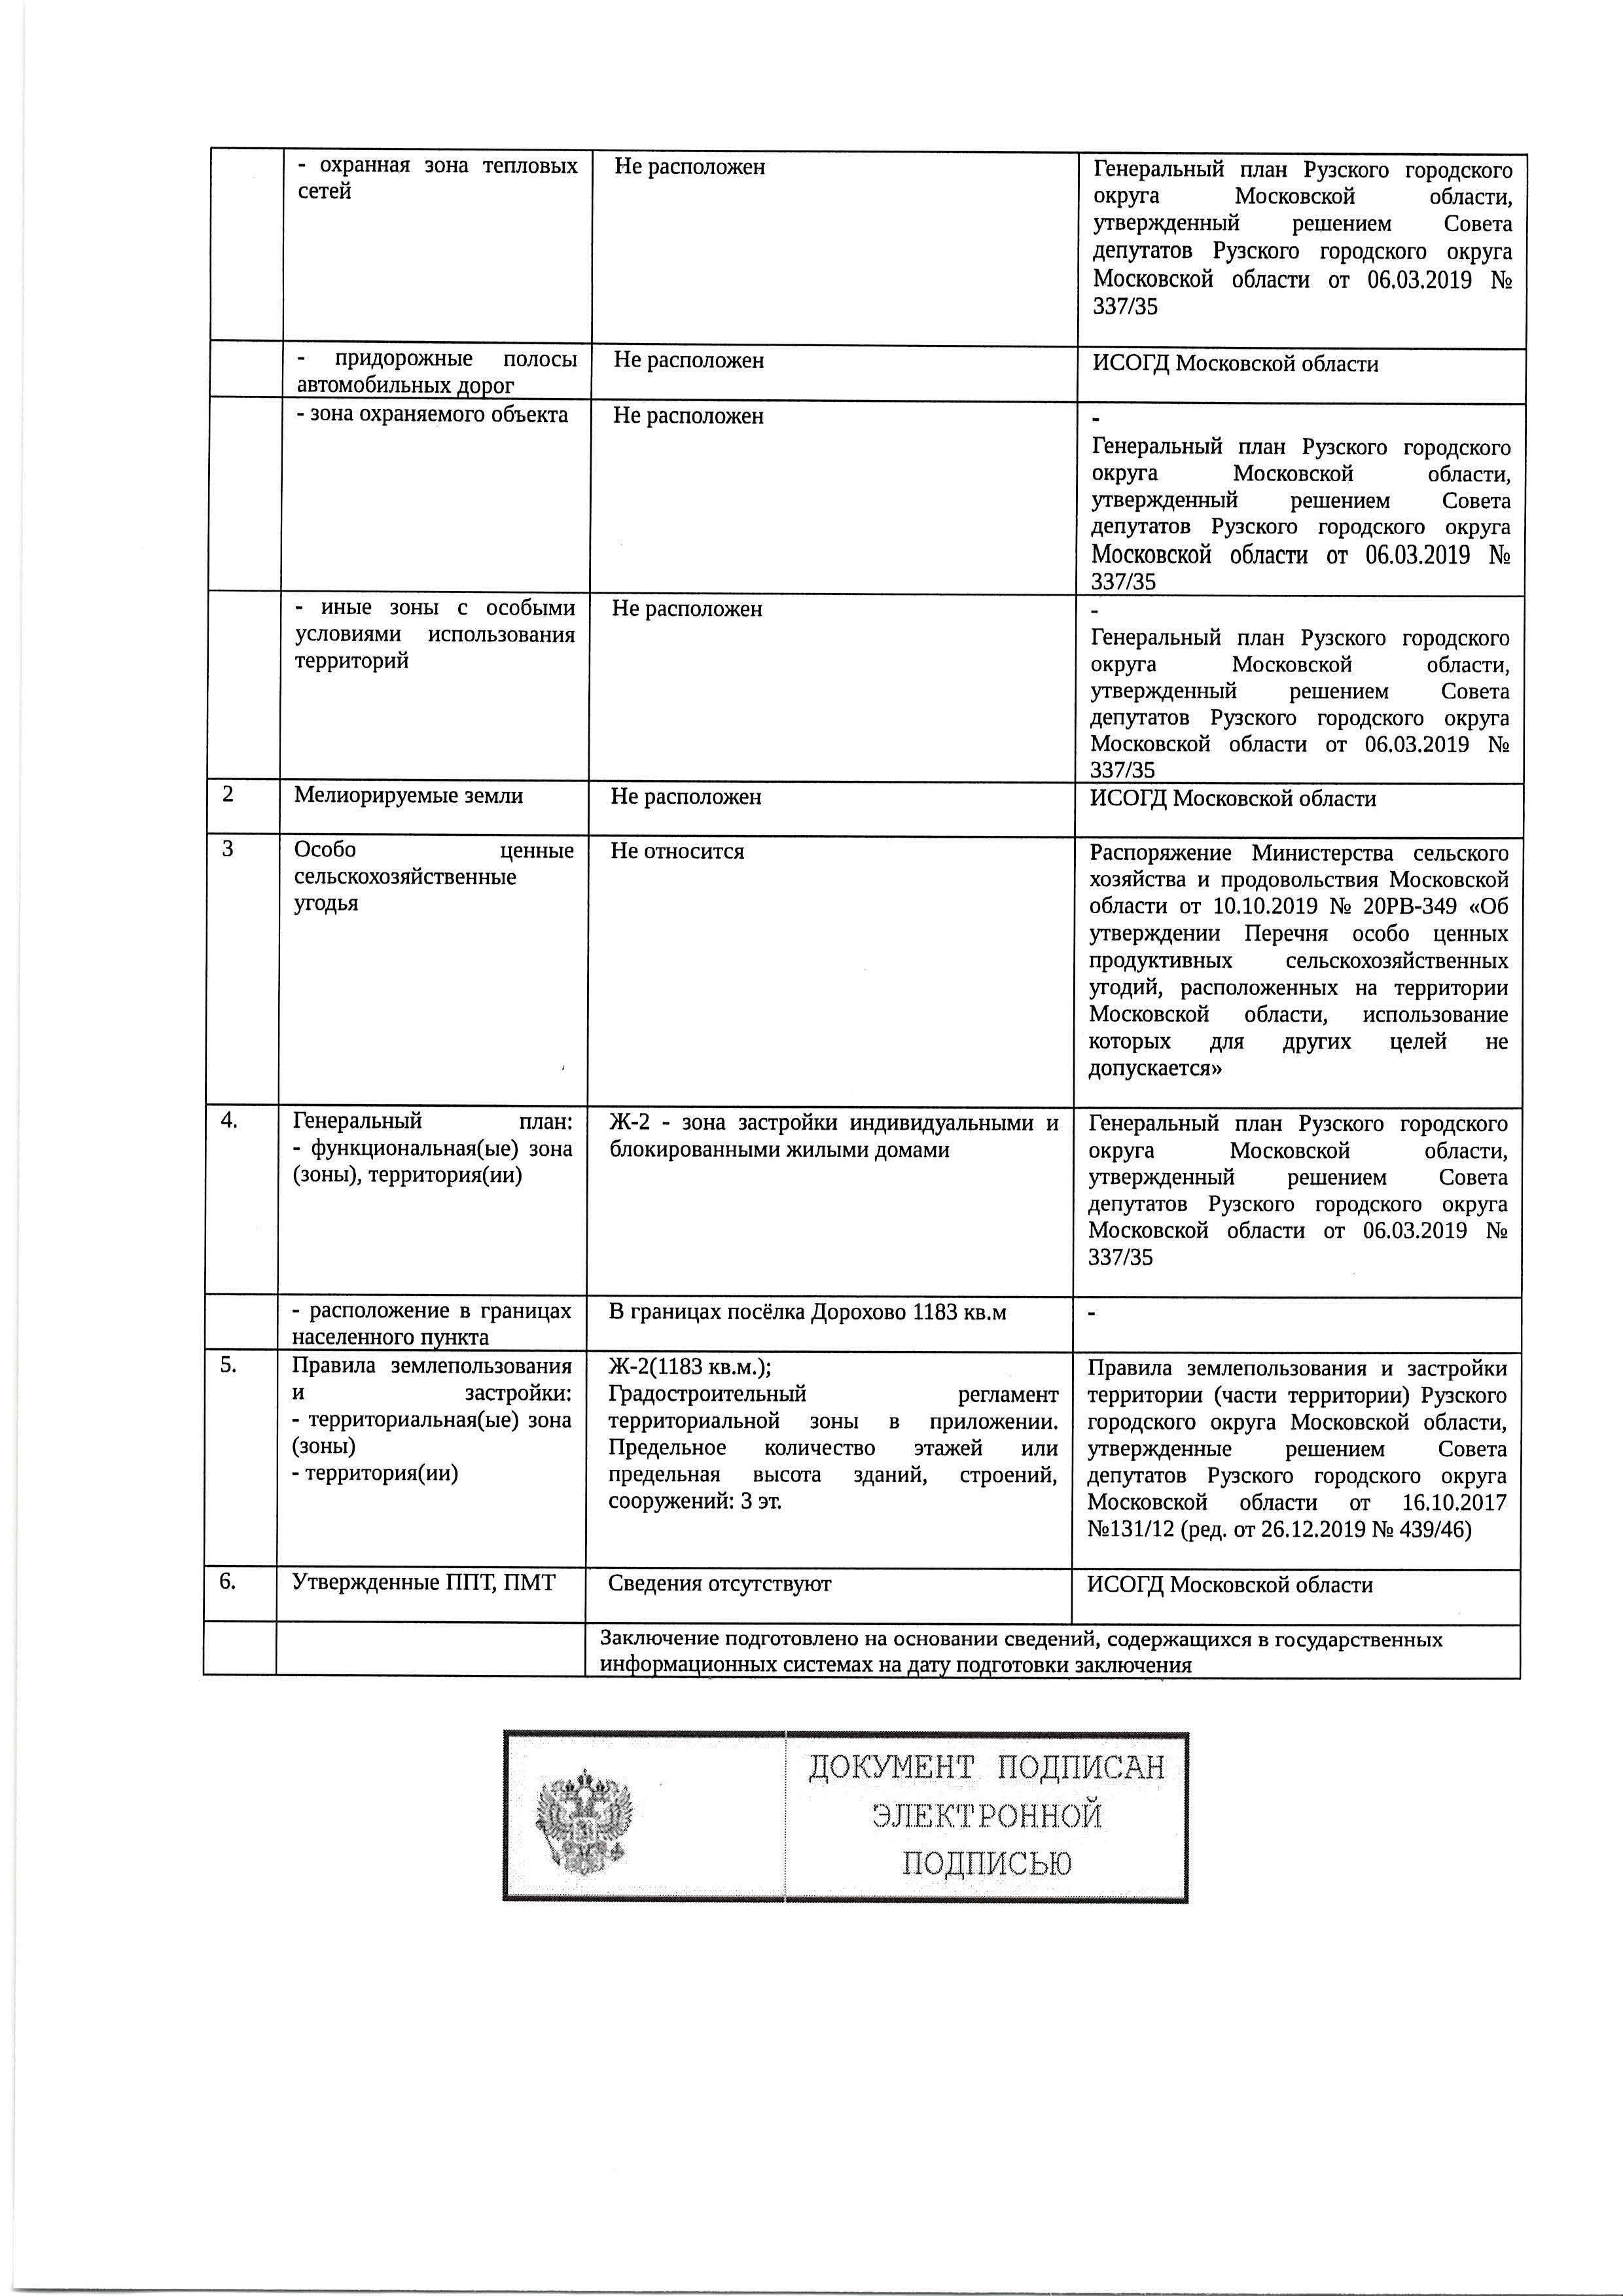 - охранная зона тепловых
сетей
Не расположен
Генеральный план Рузского городского
округа Московской области,
утвержденный решением Совета
депутатов Рузского городского округа
Московской области от 06.03.2019 №
337/35
- придорожные полосы
автомобильных дорог
Не расположен
ИСОГД Московской области
- зона охраняемого объекта
Не расположен
-
Генеральный план Рузского городского
округа Московской области,
утвержденный решением Совета
депутатов Рузского городского округа
Московской области от 06.03.2019 №
337/35
- иные зоны с особыми
условиями использования
территорий
Не расположен
-
Генеральный план Рузского городского
округа Московской области,
утвержденный решением Совета
депутатов Рузского городского округа
Московской области от 06.03.2019 №
337/35
2
Мелиорируемые земли
Не расположен
ИСОГД Московской области
3
Особо ценные
сельскохозяйственные
угодья
Не относится
Распоряжение Министерства сельского
хозяйства и продовольствия Московской
области от 10.10.2019 № 20РВ-349 «Об
утверждении Перечня особо ценных
продуктивных сельскохозяйственных
угодий, расположенных на территории
Московской области, использование
которых для других целей не
допускается»
4.
Генеральный план:
- функциональная(ые) зона
(зоны), территория(ии)
Ж-2 - зона застройки индивидуальными и
блокированными жилыми домами
Генеральный план Рузского городского
округа Московской области,
утвержденный решением Совета
депутатов Рузского городского округа
Московской области от 06.03.2019 №
337/35
- расположение в границах
населенного пункта
В границах посёлка Дорохово 1183 кв.м
-
5.
Правила землепользования
и застройки:
- территориальная(ые) зона
(зоны)
- территория(ии)
Ж-2(1183 кв.м.);
Градостроительный регламент
территориальной зоны в приложении.
Предельное количество этажей или
предельная высота зданий, строений,
сооружений: 3 эт.
Правила землепользования и застройки
территории (части территории) Рузского
городского округа Московской области,
утвержденные решением Совета
депутатов Рузского городского округа
Московской области от 16.10.2017
№131/12 (ред. от 26.12.2019 № 439/46)
6.
Утвержденные ППТ, ПМТ
Сведения отсутствуют
ИСОГД Московской области
Заключение подготовлено на основании сведений, содержащихся в государственных
информационных системах на дату подготовки заключения
ДОКУМЕНТ ПОДПИСАН
ЭЛЕКТРОННОЙ
ПОДПИСЬЮ